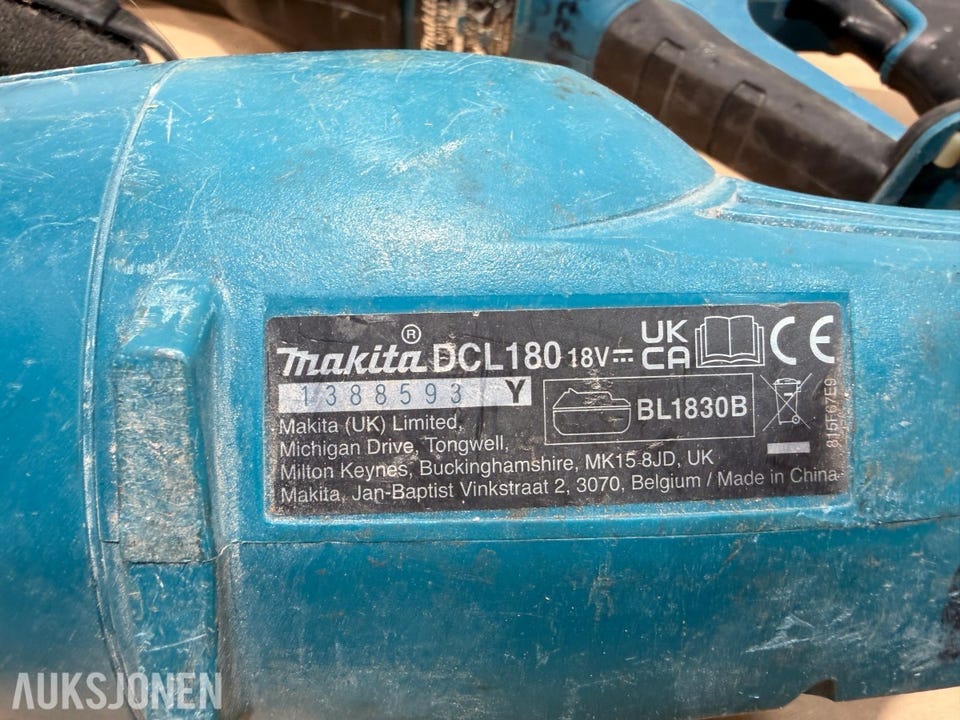 makita® DCL180 18V UK CA CE
1388593 Y
BL1830B
Makita (UK) Limited,
Michigan Drive, Tongwell,
Milton Keynes, Buckinghamshire, MK15 8JD, UK
Makita, Jan-Baptist Vinkstraat 2, 3070, Belgium / Made in China
AUKSJONEN